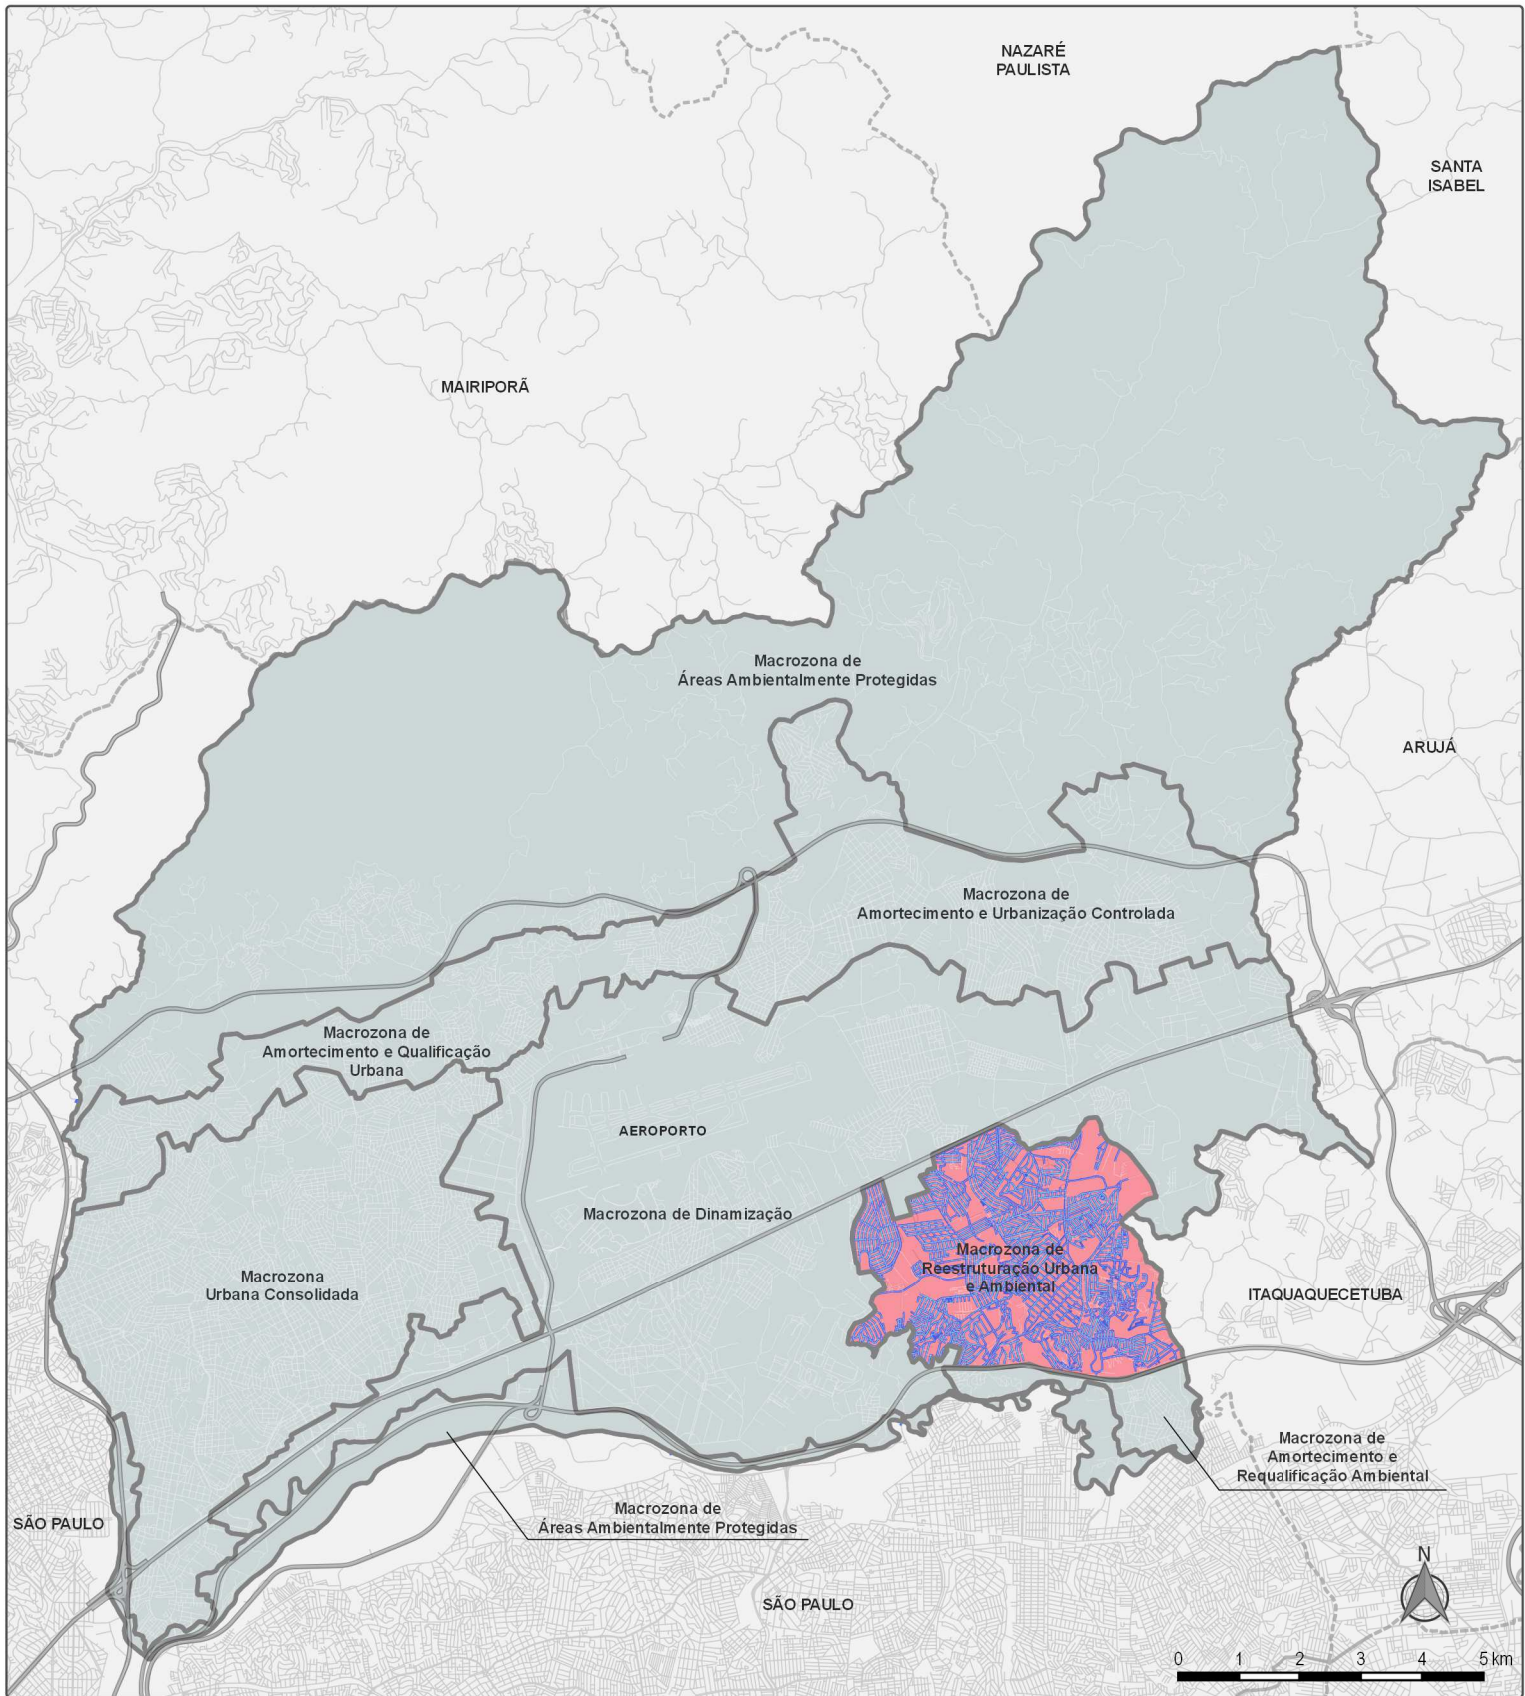 NAZARÉ
PAULISTA
SANTA
ISABEL
MAIRIPORÃ
Macrozona de
Áreas Ambientalmente Protegidas
ARUJÁ
Macrozona de
Amortecimento e Urbanização Controlada
Macrozona de
Amortecimento e Qualificação
Urbana
AEROPORTO
Macrozona de Dinamização
Macrozona de
Reestruturação Urbana
e Ambiental
Macrozona
Urbana Consolidada
ITAQUAQUECETUBA
Macrozona de
Amortecimento e
Requalificação Ambiental
Macrozona de
Áreas Ambientalmente Protegidas
SÃO PAULO
SÃO PAULO
N
0 1 2 3 4 5 km